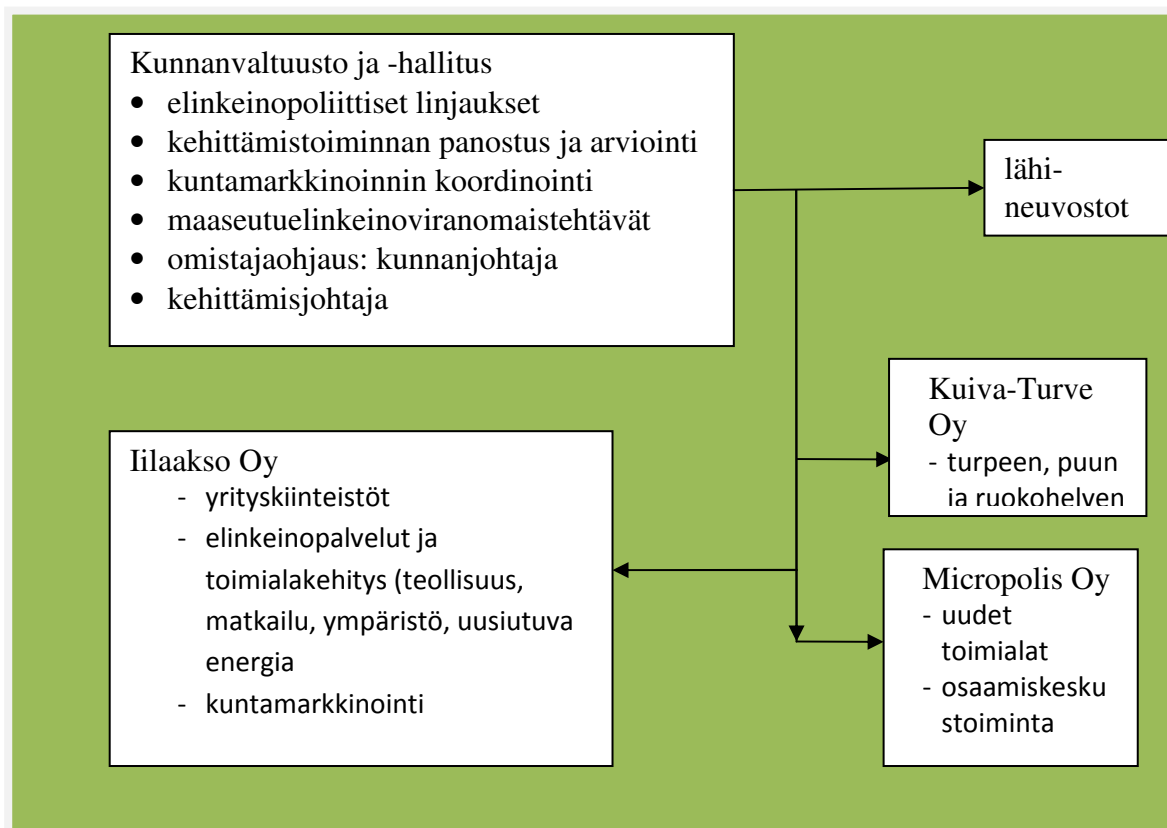 Kunnanvaltuusto ja -hallitus
• elinkeinopoliittiset linjaukset
• kehittämistoiminnan panostus ja arviointi
• kuntamarkkinoinnin koordinointi
• maaseutuelinkeinoviranomaistehtävät
• omistajaohjaus: kunnanjohtaja
• kehittämisjohtaja
lähi-
neuvostot
Kuiva-Turve
Oy
- turpeen, puun
ja ruokohelven
Iilaakso Oy
- yrityskiinteistöt
- elinkeinopalvelut ja
toimialakehitys (teollisuus,
matkailu, ympäristö, uusiutuva
energia
- kuntamarkkinointi
Micropolis Oy
- uudet
toimialat
- osaamiskesku
stoiminta